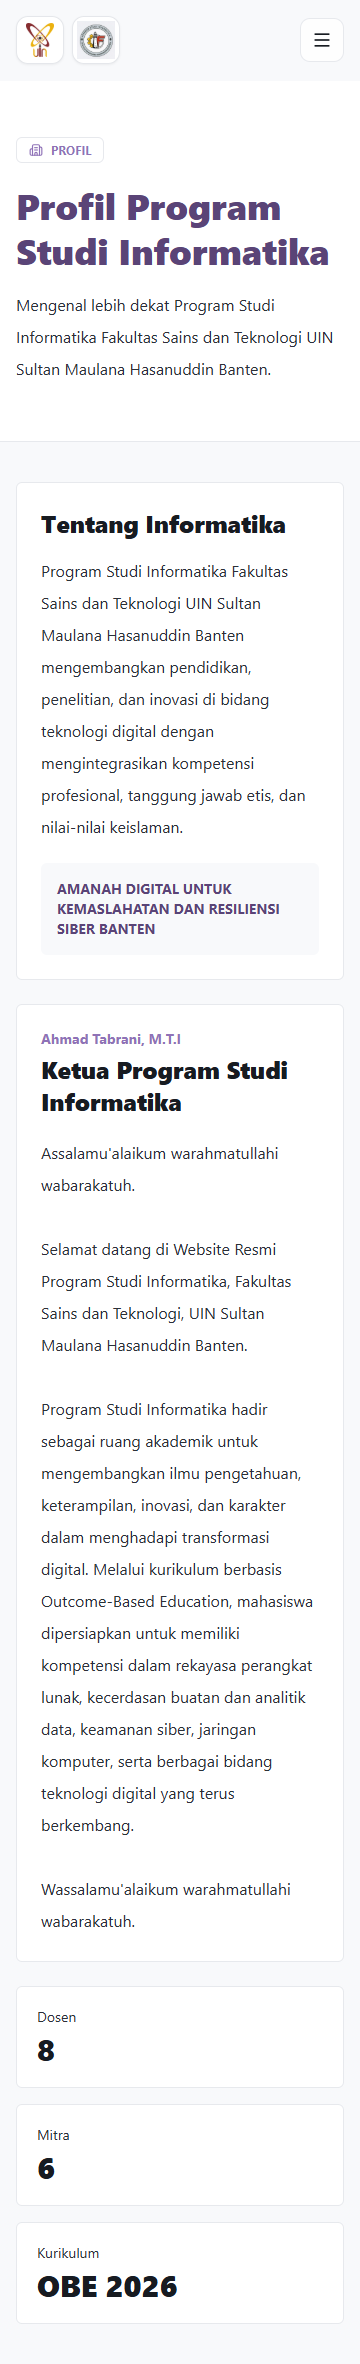 uin
PROFIL
Profil Program
Studi Informatika
Mengenal lebih dekat Program Studi
Informatika Fakultas Sains dan Teknologi UIN
Sultan Maulana Hasanuddin Banten.
Tentang Informatika
Program Studi Informatika Fakultas
Sains dan Teknologi UIN Sultan
Maulana Hasanuddin Banten
mengembangkan pendidikan,
penelitian, dan inovasi di bidang
teknologi digital dengan
mengintegrasikan kompetensi
profesional, tanggung jawab etis, dan
nilai-nilai keislaman.
AMANAH DIGITAL UNTUK
KEMASLAHATAN DAN RESILIENSI
SIBER BANTEN
Ahmad Tabrani, M.T.I
Ketua Program Studi
Informatika
Assalamu'alaikum warahmatullahi
wabarakatuh.
Selamat datang di Website Resmi
Program Studi Informatika, Fakultas
Sains dan Teknologi, UIN Sultan
Maulana Hasanuddin Banten.
Program Studi Informatika hadir
sebagai ruang akademik untuk
mengembangkan ilmu pengetahuan,
keterampilan, inovasi, dan karakter
dalam menghadapi transformasi
digital. Melalui kurikulum berbasis
Outcome-Based Education, mahasiswa
dipersiapkan untuk memiliki
kompetensi dalam rekayasa perangkat
lunak, kecerdasan buatan dan analitik
data, keamanan siber, jaringan
komputer, serta berbagai bidang
teknologi digital yang terus
berkembang.
Wassalamu'alaikum warahmatullahi
wabarakatuh.
Dosen
8
Mitra
6
Kurikulum
OBE 2026